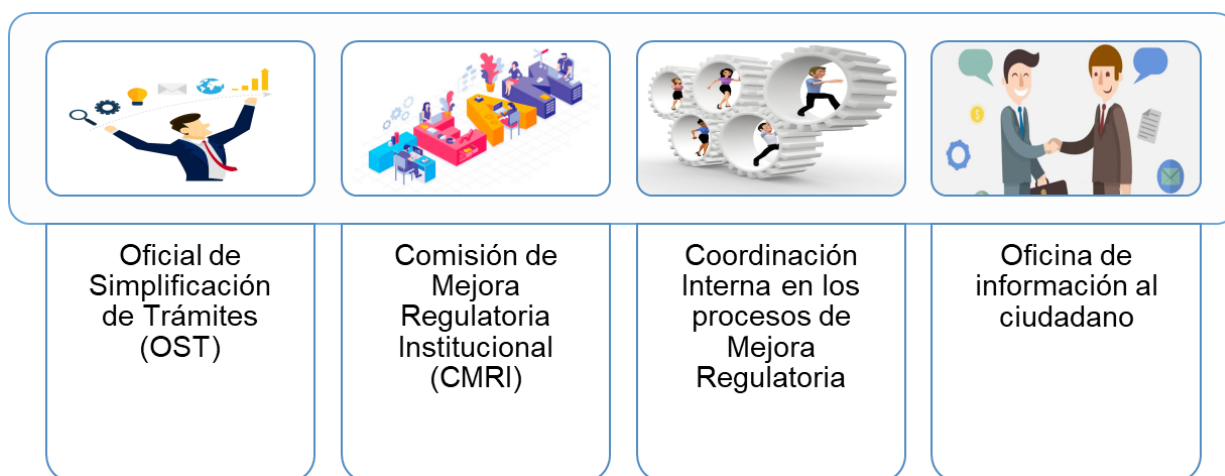 Oficial de
Simplificación
de Trámites
(OST)
Comisión de
Mejora
Regulatoria
Institucional
(CMRI)
Coordinación
Interna en los
procesos de
Mejora
Regulatoria
Oficina de
información al
ciudadano